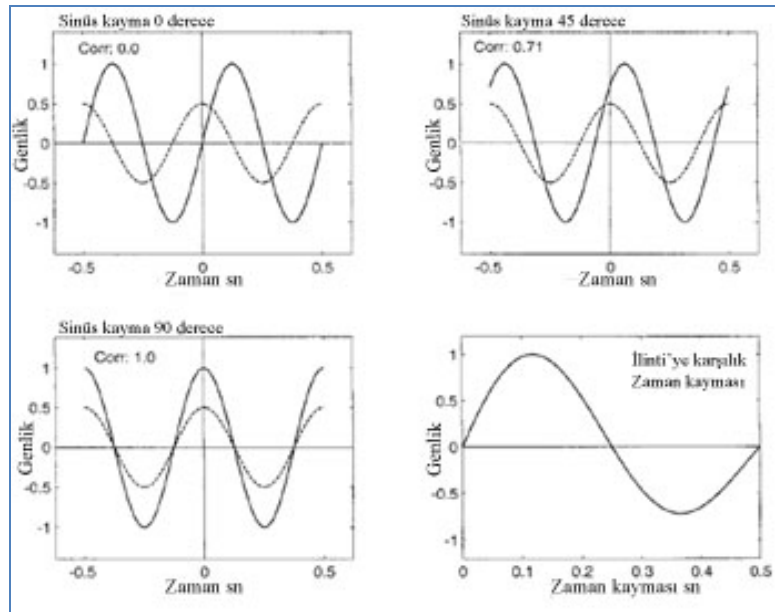 Sinüs kayma 0 derece
Corr: 0.0
1
0.5
0
-0.5
-1
Genlik
-0.5
0
0.5
Zaman sn
Sinüs kayma 45 derece
Corr: 0.71
1
0.5
0
-0.5
-1
Genlik
-0.5
0
0.5
Zaman sn
Sinüs kayma 90 derece
Corr: 1.0
1
0.5
0
-0.5
-1
Genlik
-0.5
0
0.5
Zaman sn
İlinti'ye karşılık
Zaman kayması
1
0.5
0
-0.5
-1
Genlik
0
0.1
0.2
0.3
0.4
0.5
Zaman kayması sn